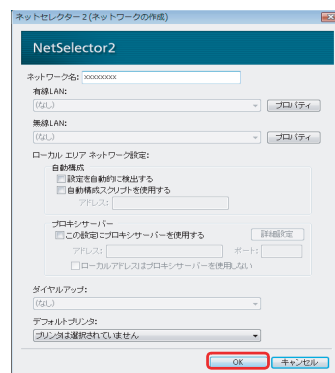 ネットセレクター2(ネットワークの作成)
NetSelector2
ネットワーク名: xxxxxxxx
有線LAN:
(なし) プロパティ
無線LAN:
(なし) プロパティ
ローカル エリア ネットワーク設定:
自動構成
設定を自動的に検出する
自動構成スクリプトを使用する
アドレス:
プロキシサーバー
この設定にプロキシサーバーを使用する 詳細設定
アドレス: ポート:
ローカルアドレスはプロキシサーバーを使用しない
ダイヤルアップ:
(なし)
デフォルトプリンタ:
プリンタは選択されていません
OK キャンセル